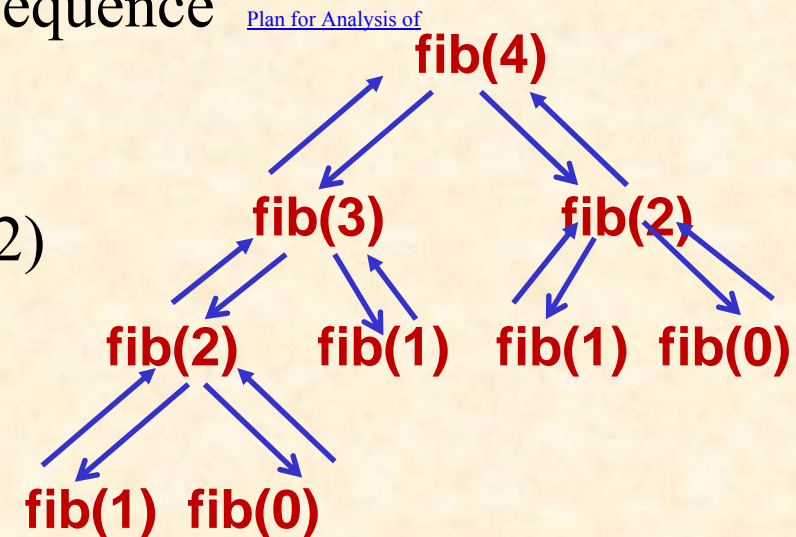 equence Plan for Analysis of
fib(4)
fib(3) fib(2)
2)
fib(2) fib(1) fib(1) fib(0)
fib(1) fib(0)